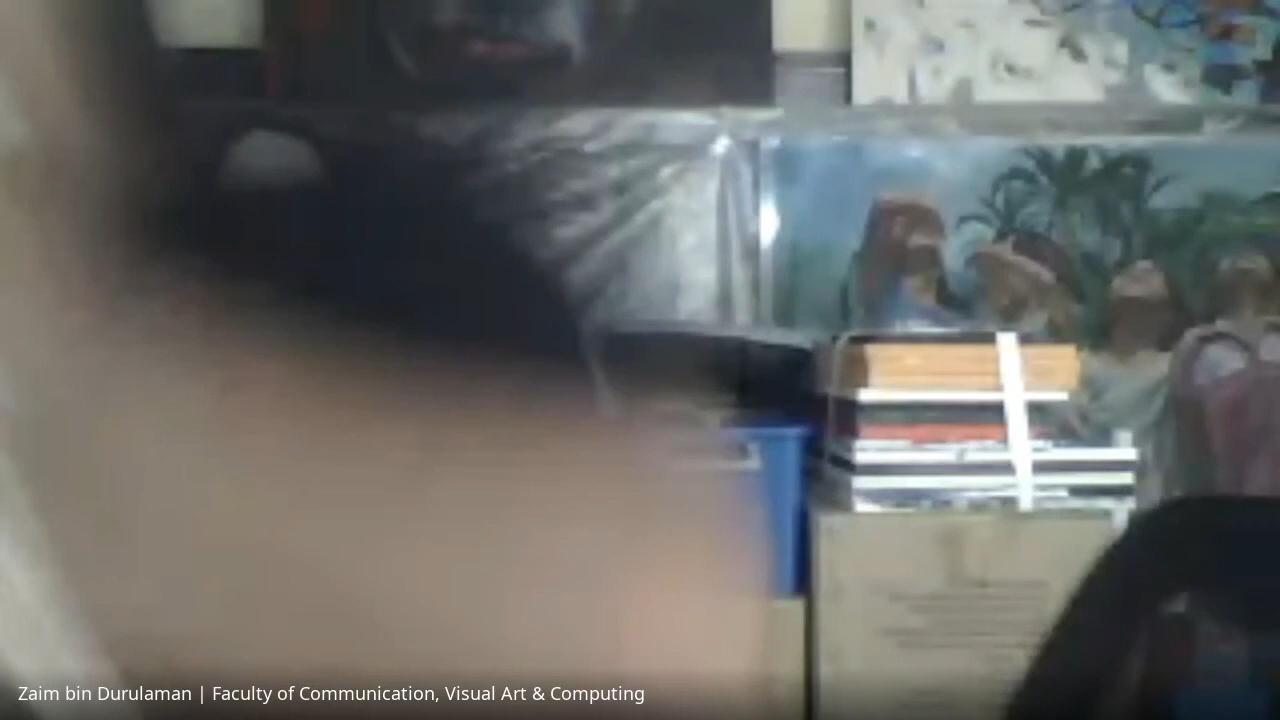 Zaim bin Durulaman | Faculty of Communication, Visual Art & Computing